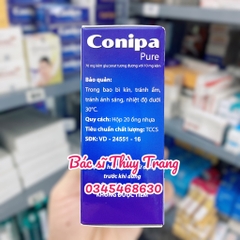 Conipa
Pure
Bảo quản:
Trong bao bì kín, tránh ẩm,
tránh ánh sáng, nhiệt độ dưới
30°C.
Quy cách: Hộp 20 ống nhựa
Tiêu chuẩn chất lượng: TCCS
SĐK: VD - 24551 - 16
Bác sĩ Thùy Trang
trước khi dùng
0345468630